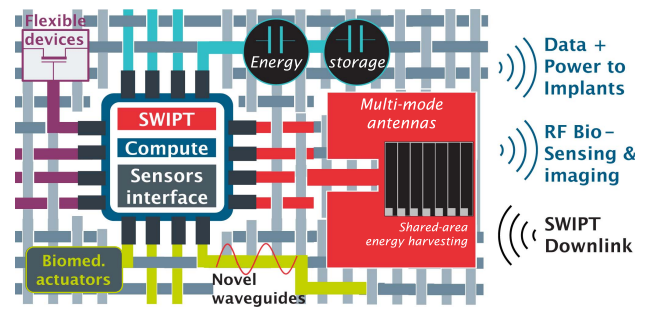 Flexible
devices
Energy
storage
SWIPT
Compute
Sensors
interface
Multi-mode
antennas
Shared-area
energy harvesting
Biomed.
actuators
Novel
waveguides
Data +
Power to
Implants
RF Bio-
Sensing &
imaging
SWIPT
Downlink